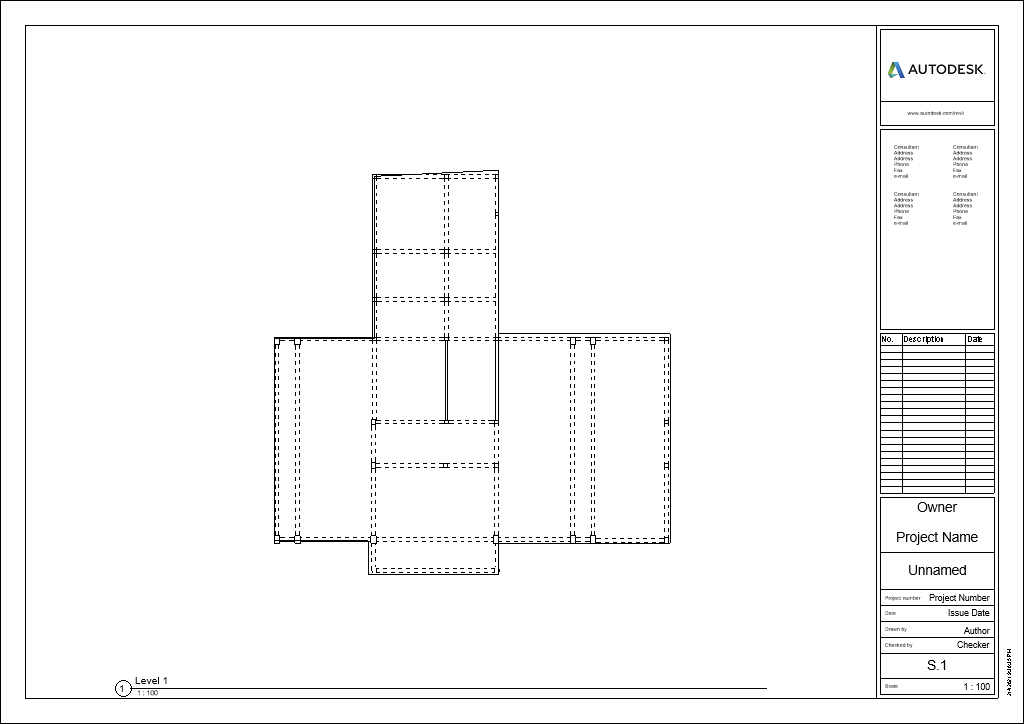 AUTODESK
www.autodesk.com/revit
Consultant
Address
Address
Phone
Fax
e-mail
Consultant
Address
Address
Phone
Fax
e-mail
Consultant
Address
Address
Phone
Fax
e-mail
Consultant
Address
Address
Phone
Fax
e-mail
No. Description Date
Owner
Project Name
Unnamed
Project number Project Number
Date Issue Date
Drawn by Author
Checked by Checker
S.1
Scale 1 : 100
1 Level 1
1 : 100